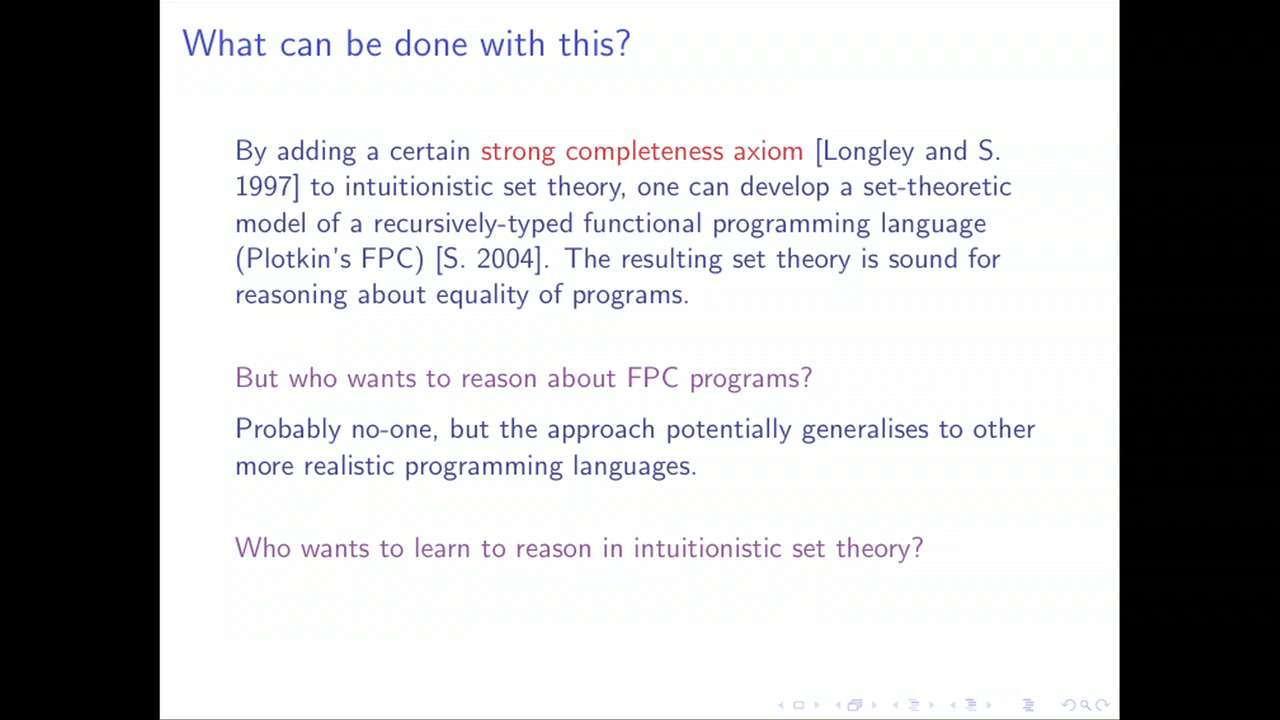 What can be done with this?
By adding a certain strong completeness axiom [Longley and S.
1997] to intuitionistic set theory, one can develop a set-theoretic
model of a recursively-typed functional programming language
(Plotkin's FPC) [S. 2004]. The resulting set theory is sound for
reasoning about equality of programs.
But who wants to reason about FPC programs?
Probably no-one, but the approach potentially generalises to other
more realistic programming languages.
Who wants to learn to reason in intuitionistic set theory?